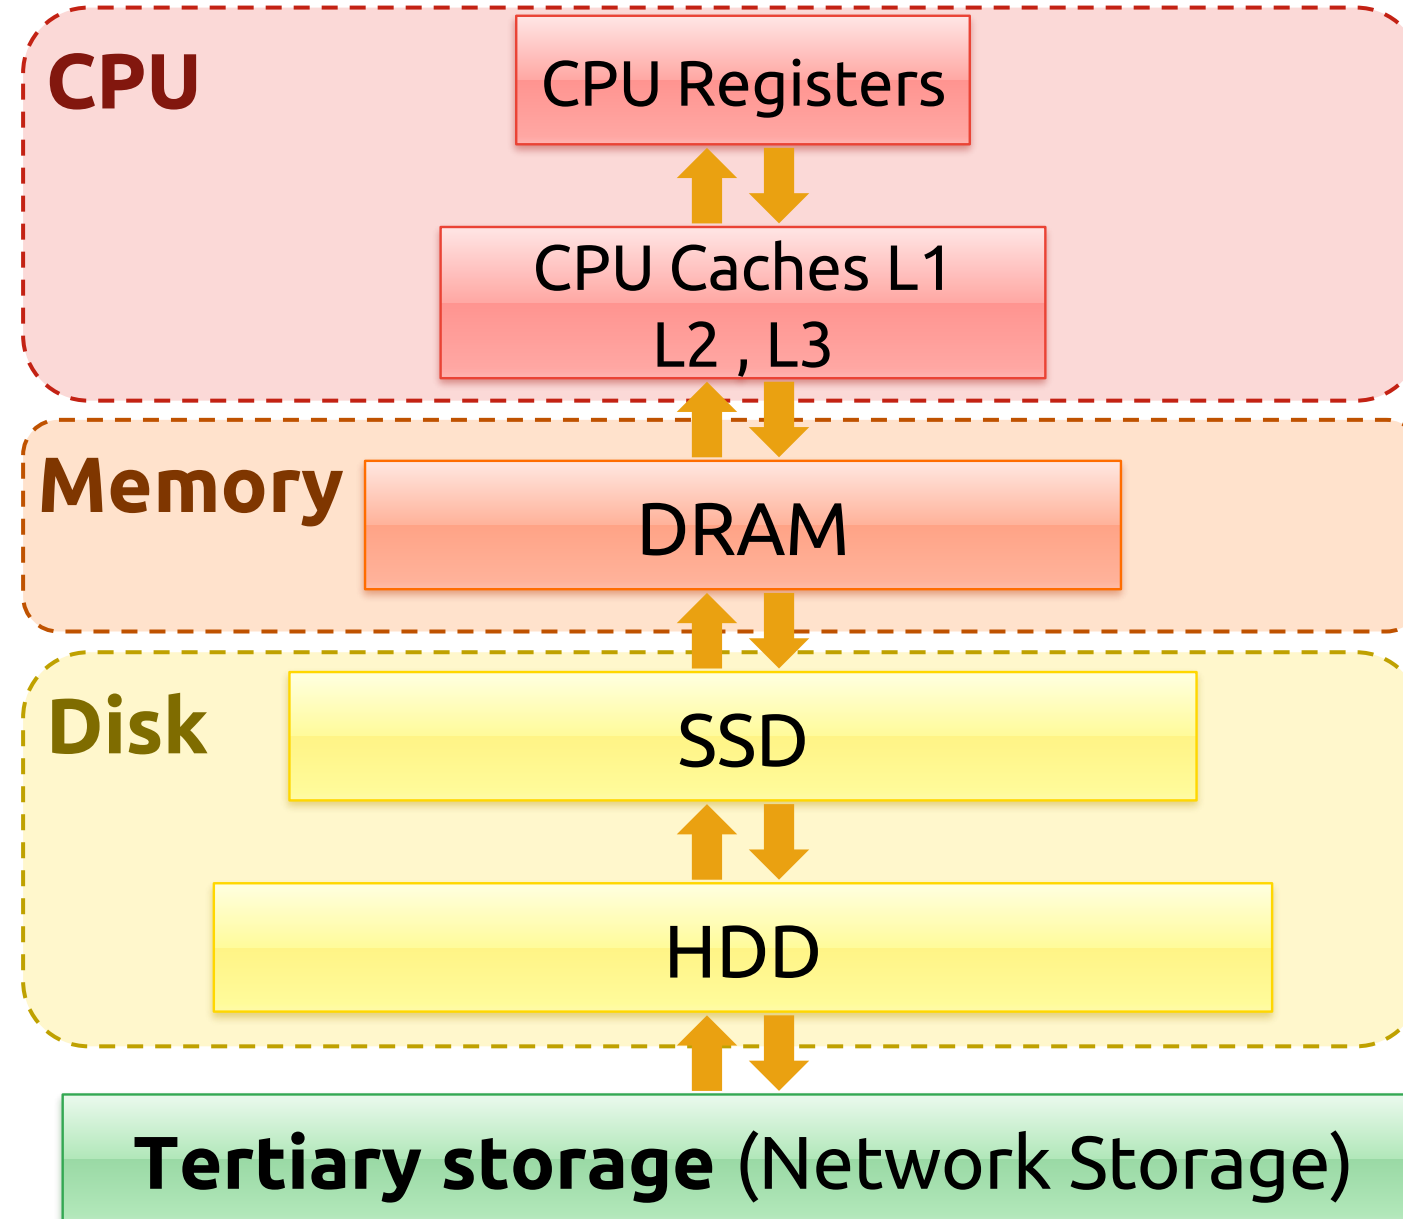 CPU
CPU Registers
CPU Caches L1
L2 , L3
Memory
DRAM
Disk
SSD
HDD
Tertiary storage (Network Storage)